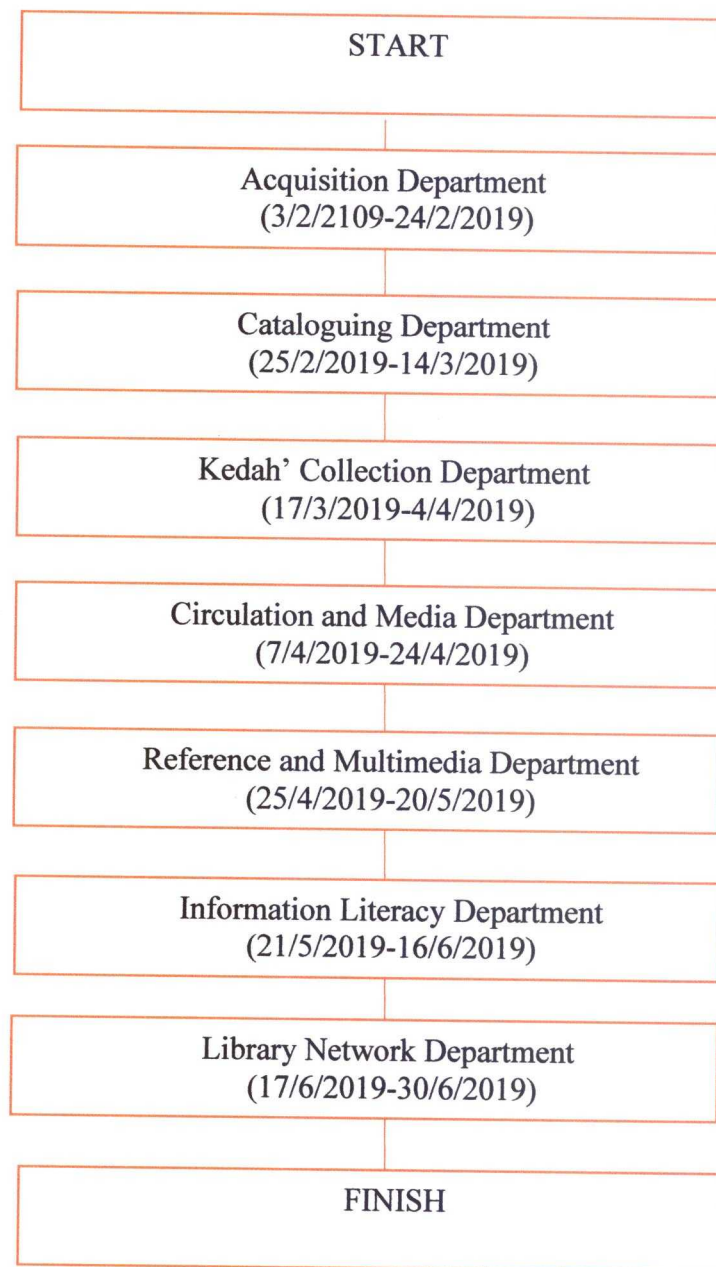 START
Acquisition Department
(3/2/2109-24/2/2019)
Cataloguing Department
(25/2/2019-14/3/2019)
Kedah’ Collection Department
(17/3/2019-4/4/2019)
Circulation and Media Department
(7/4/2019-24/4/2019)
Reference and Multimedia Department
(25/4/2019-20/5/2019)
Information Literacy Department
(21/5/2019-16/6/2019)
Library Network Department
(17/6/2019-30/6/2019)
FINISH